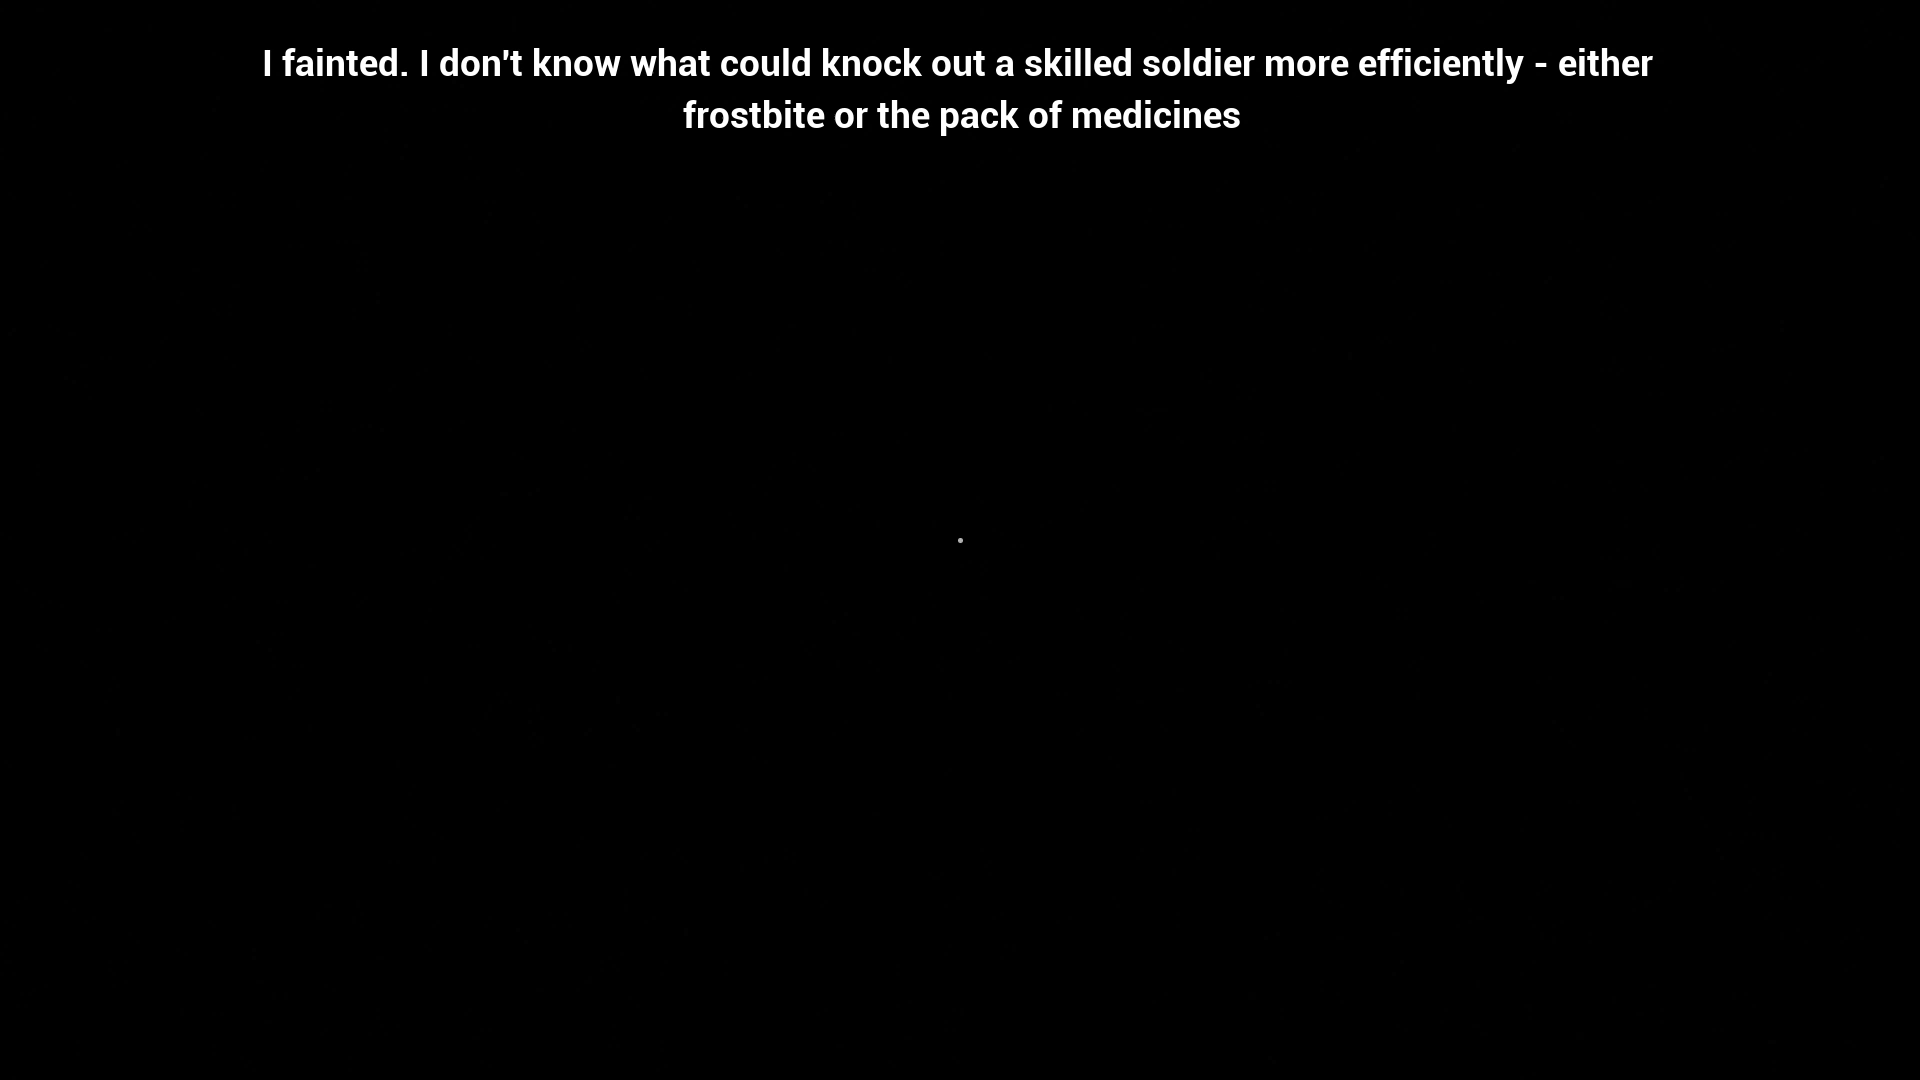 I fainted. I don't know what could knock out a skilled soldier more efficiently - either
frostbite or the pack of medicines